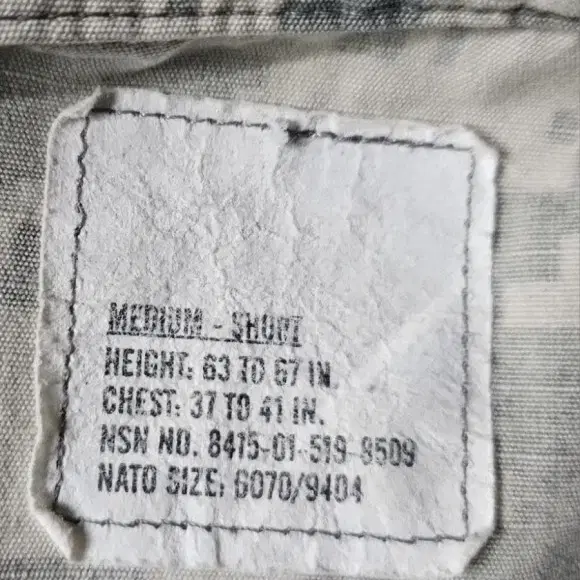 MEDIUM - SHORT
HEIGHT: 63 TO 67 IN.
CHEST: 37 TO 41 IN.
NSN NO. 8415-01-519-8509
NATO SIZE: 6070/9404